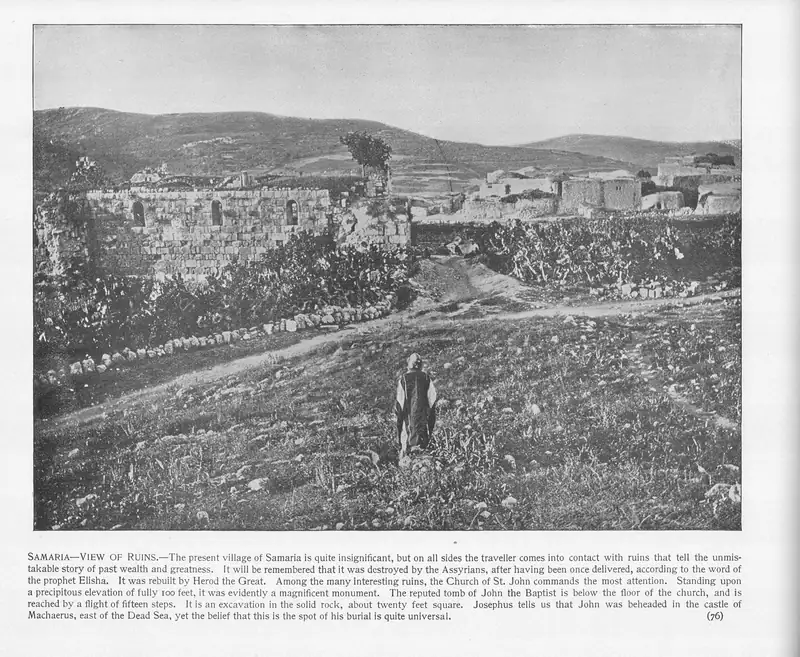 SAMARIA—VIEW OF RUINS.—The present village of Samaria is quite insignificant, but on all sides the traveller comes into contact with ruins that tell the unmis-
takable story of past wealth and greatness. It will be remembered that it was destroyed by the Assyrians, after having been once delivered, according to the word of
the prophet Elisha. It was rebuilt by Herod the Great. Among the many interesting ruins, the Church of St. John commands the most attention. Standing upon
a precipitous elevation of fully 100 feet, it was evidently a magnificent monument. The reputed tomb of John the Baptist is below the floor of the church, and is
reached by a flight of fifteen steps. It is an excavation in the solid rock, about twenty feet square. Josephus tells us that John was beheaded in the castle of
Machaerus, east of the Dead Sea, yet the belief that this is the spot of his burial is quite universal. (76)